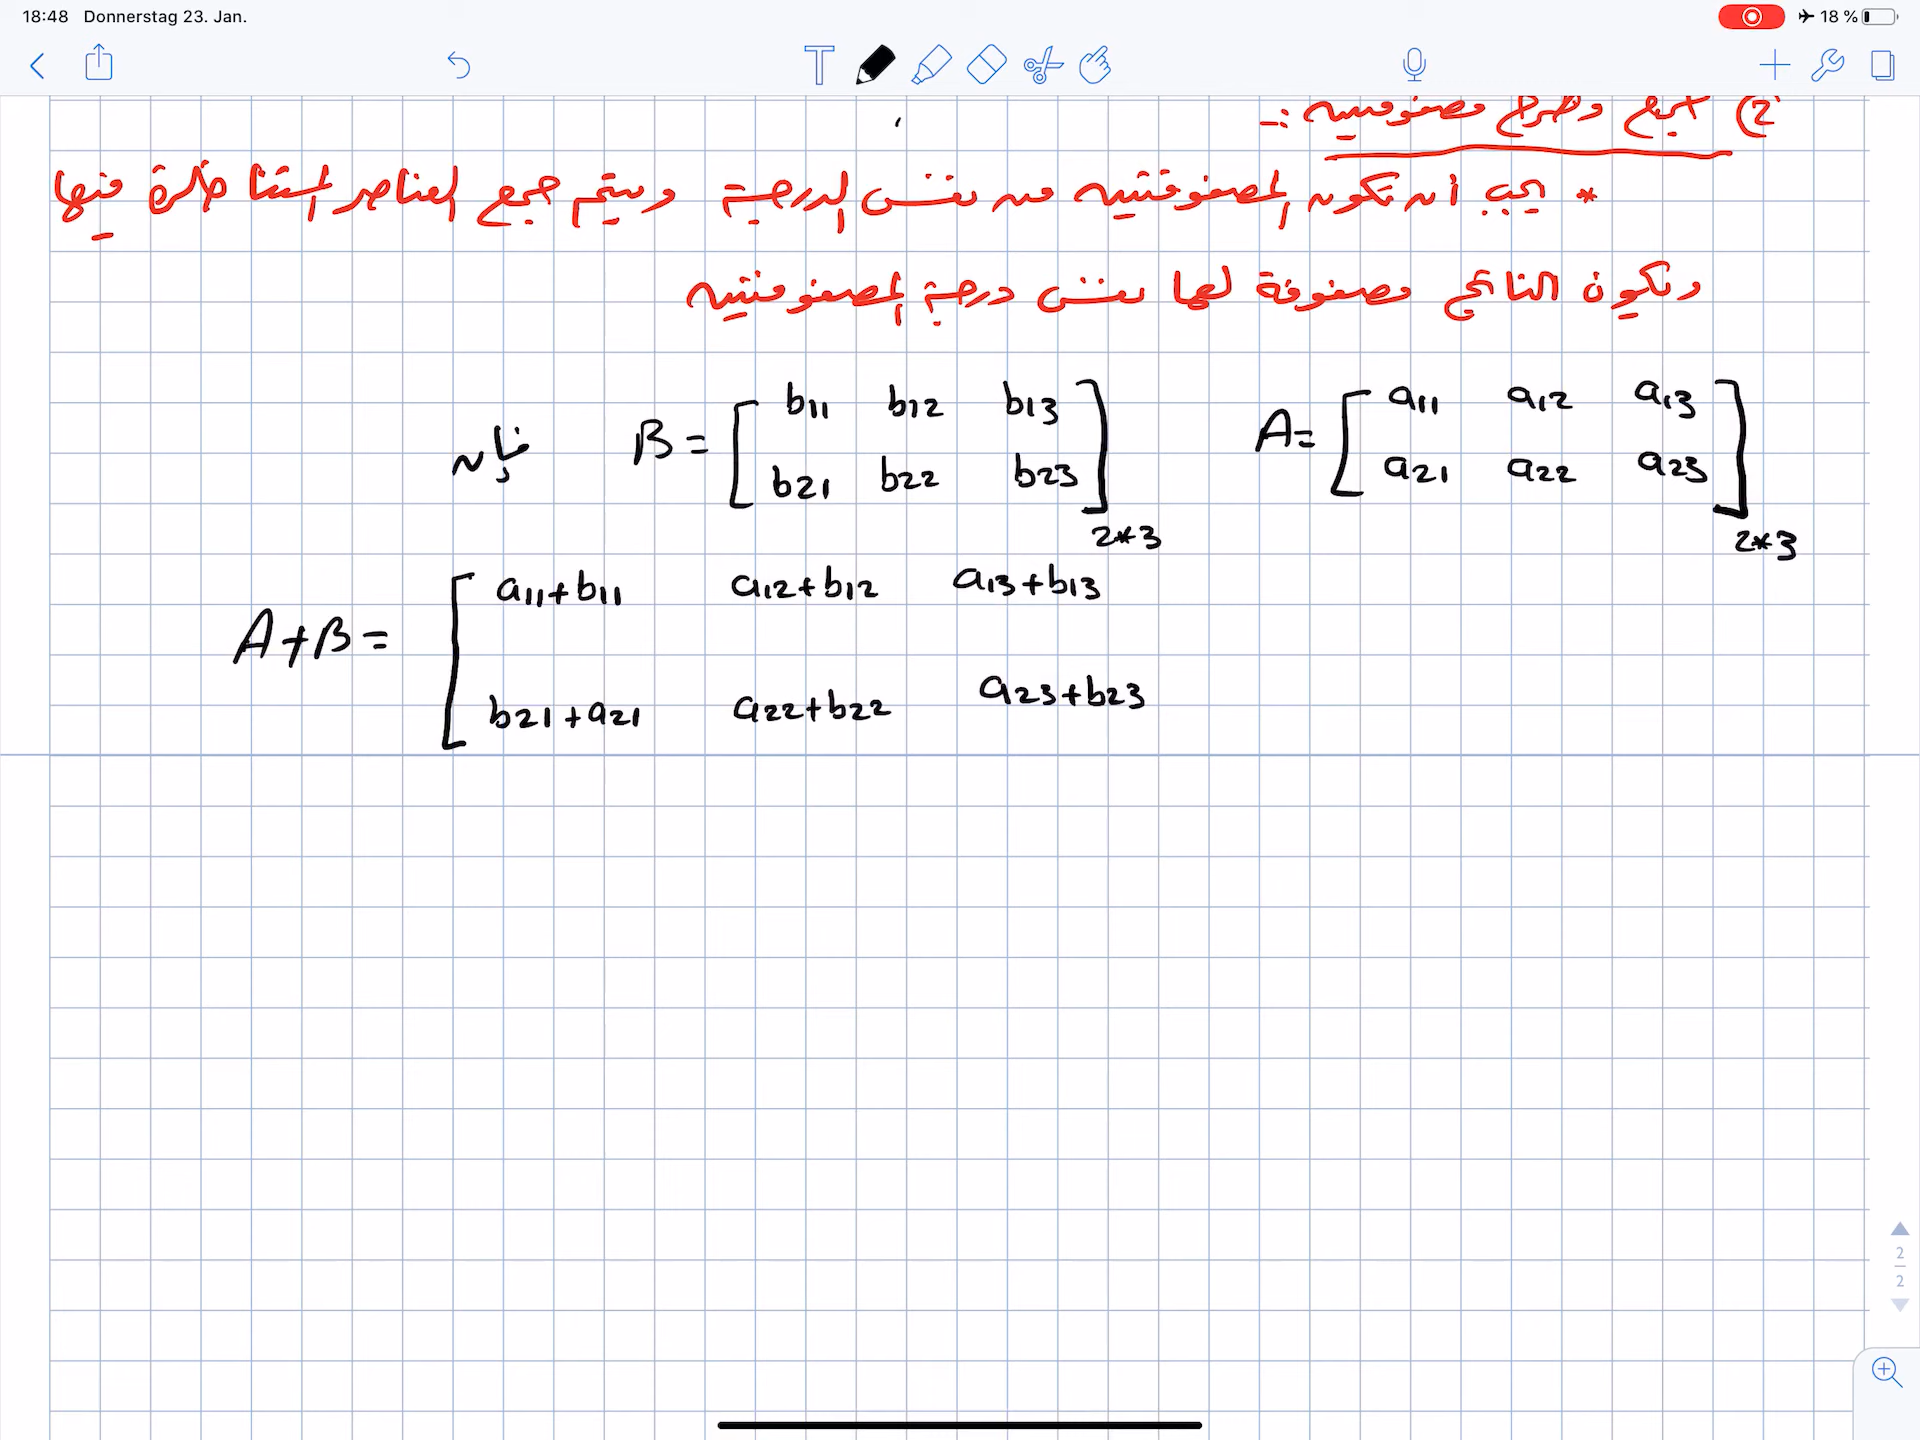 18:48 Donnerstag 23. Jan. 18 %
2) جمع وطرح مصفوفتين :-
* يجب أن تكون المصفوفتين من نفس الدرجة ويتم جمع العناصر المتناظرة فيها
ويكون الناتج مصفوفة لها نفس درجة المصفوفتين
A= [ a11 a12 a13
a21 a22 a23 ] 2*3
B= [ b11 b12 b13
b21 b22 b23 ] 2*3
فإن
A+B= [ a11+b11 a12+b12 a13+b13
b21+a21 a22+b22 a23+b23
2
2